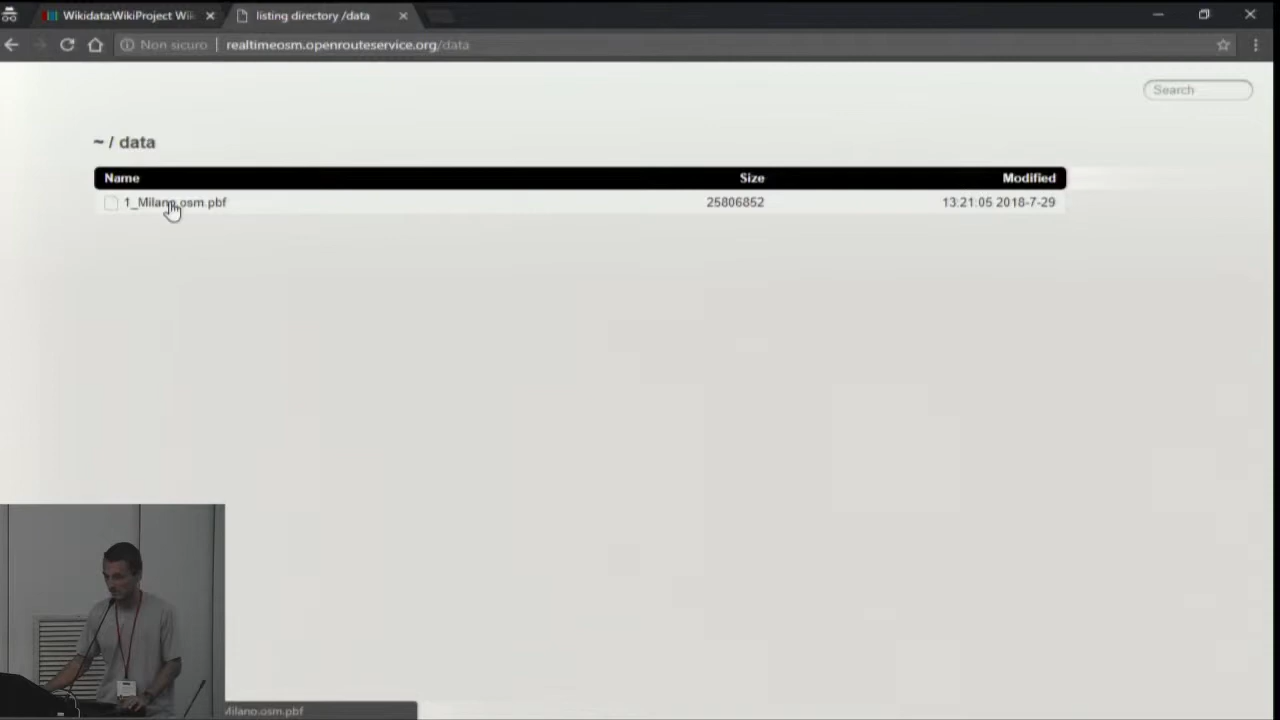 Wikidata:WikiProject Wik
listing directory /data
Non sicuro
realtimeosm.openrouteservice.org/data
Search
~ / data
Name Size Modified
1_Milano.osm.pbf 25806852 13:21:05 2018-7-29
Milano.osm.pbf